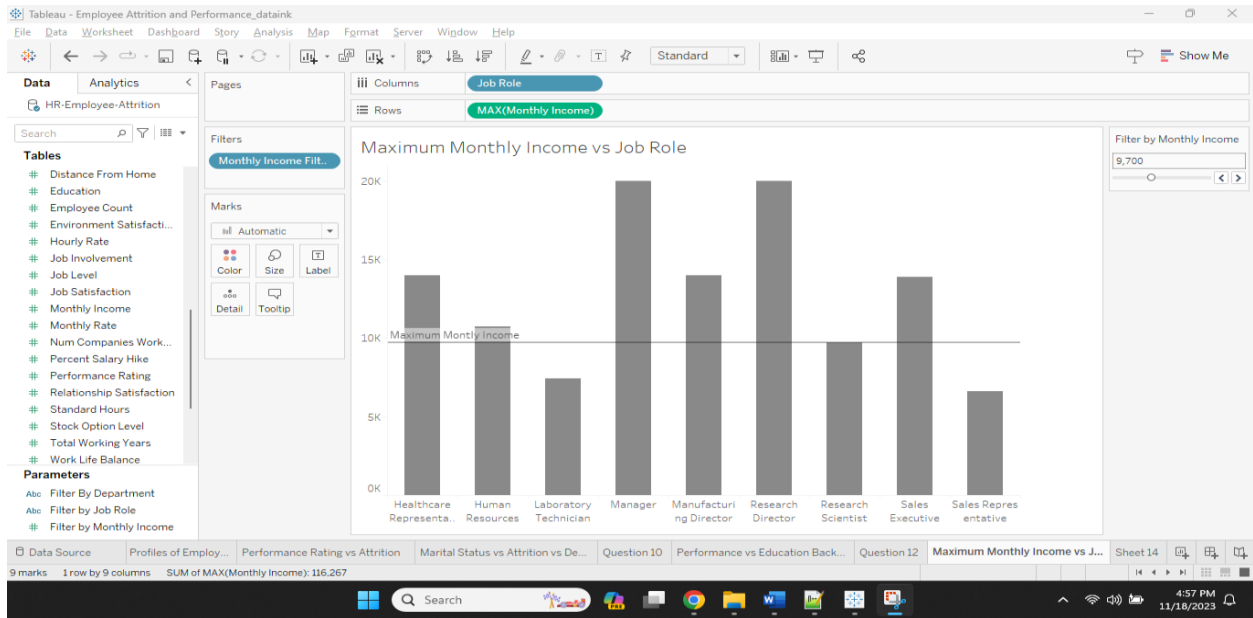 Tableau - Employee Attrition and Performance_dataink
File Data Worksheet Dashboard Story Analysis Map Format Server Window Help
Standard
Show Me
Data Analytics
HR-Employee-Attrition
Search
Tables
Distance From Home
Education
Employee Count
Environment Satisfacti...
Hourly Rate
Job Involvement
Job Level
Job Satisfaction
Monthly Income
Monthly Rate
Num Companies Work...
Percent Salary Hike
Performance Rating
Relationship Satisfaction
Standard Hours
Stock Option Level
Total Working Years
Work Life Balance
Parameters
Abc Filter By Department
Abc Filter by Job Role
# Filter by Monthly Income
Pages
Filters
Monthly Income Filt..
Marks
Automatic
Color Size Label
Detail Tooltip
Columns Job Role
Rows MAX(Monthly Income)
Maximum Monthly Income vs Job Role
20K
15K
10K
5K
0K
Maximum Montly Income
Healthcare Representa..
Human Resources
Laboratory Technician
Manager
Manufacturi ng Director
Research Director
Research Scientist
Sales Executive
Sales Repres entative
Filter by Monthly Income
9,700
Data Source Profiles of Employ... Performance Rating vs Attrition Marital Status vs Attrition vs De... Question 10 Performance vs Education Back... Question 12 Maximum Monthly Income vs J... Sheet 14
9 marks 1 row by 9 columns SUM of MAX(Monthly Income): 116,267
Search
4:57 PM
11/18/2023